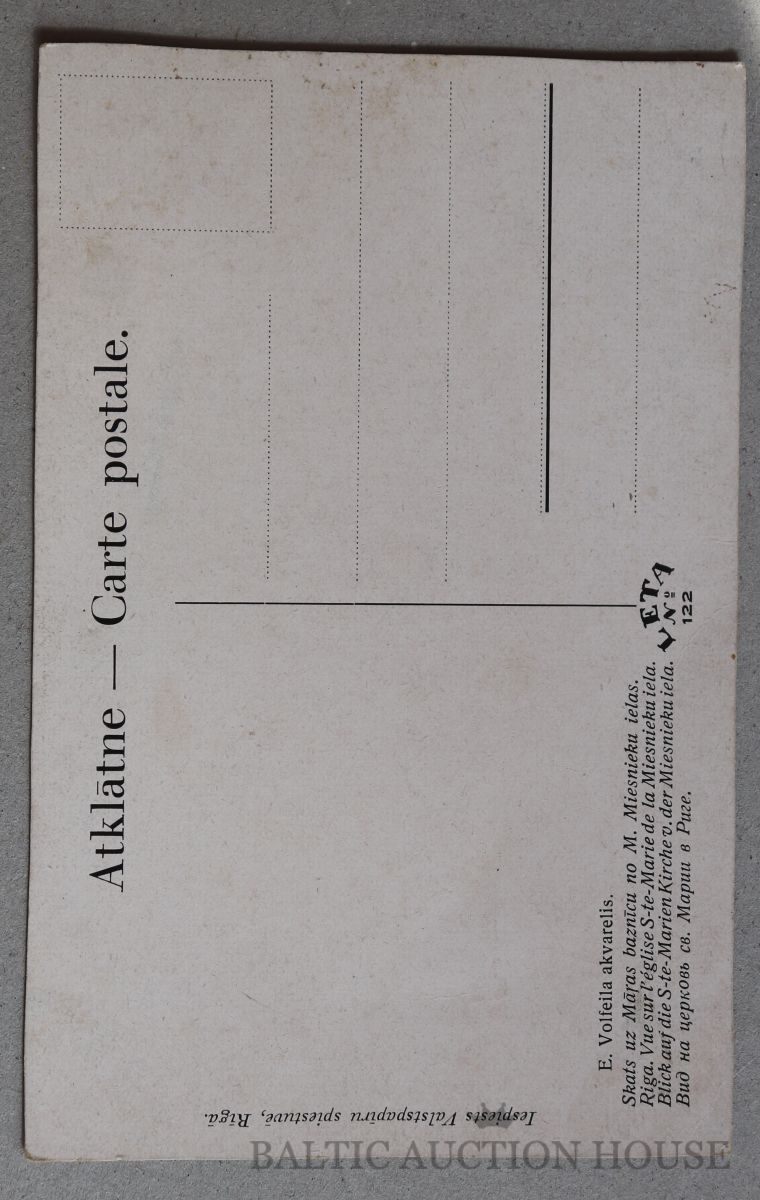 Atklātne — Carte postale.
E. Volfeila akvarelis.
Skats uz Māŗas baznīcu no M. Miesnieku ielas.
Riga. Vue sur l'église S-te-Marie de la Miesnieku iela.
Blick auf die S-te-Marien Kirche v. der Miesnieku iela.
Вид на церковь св. Марии в Риге.
LETA
№
122
Iespiests Valstspapīru spiestuvē, Rīgā.
BALTIC AUCTION HOUSE